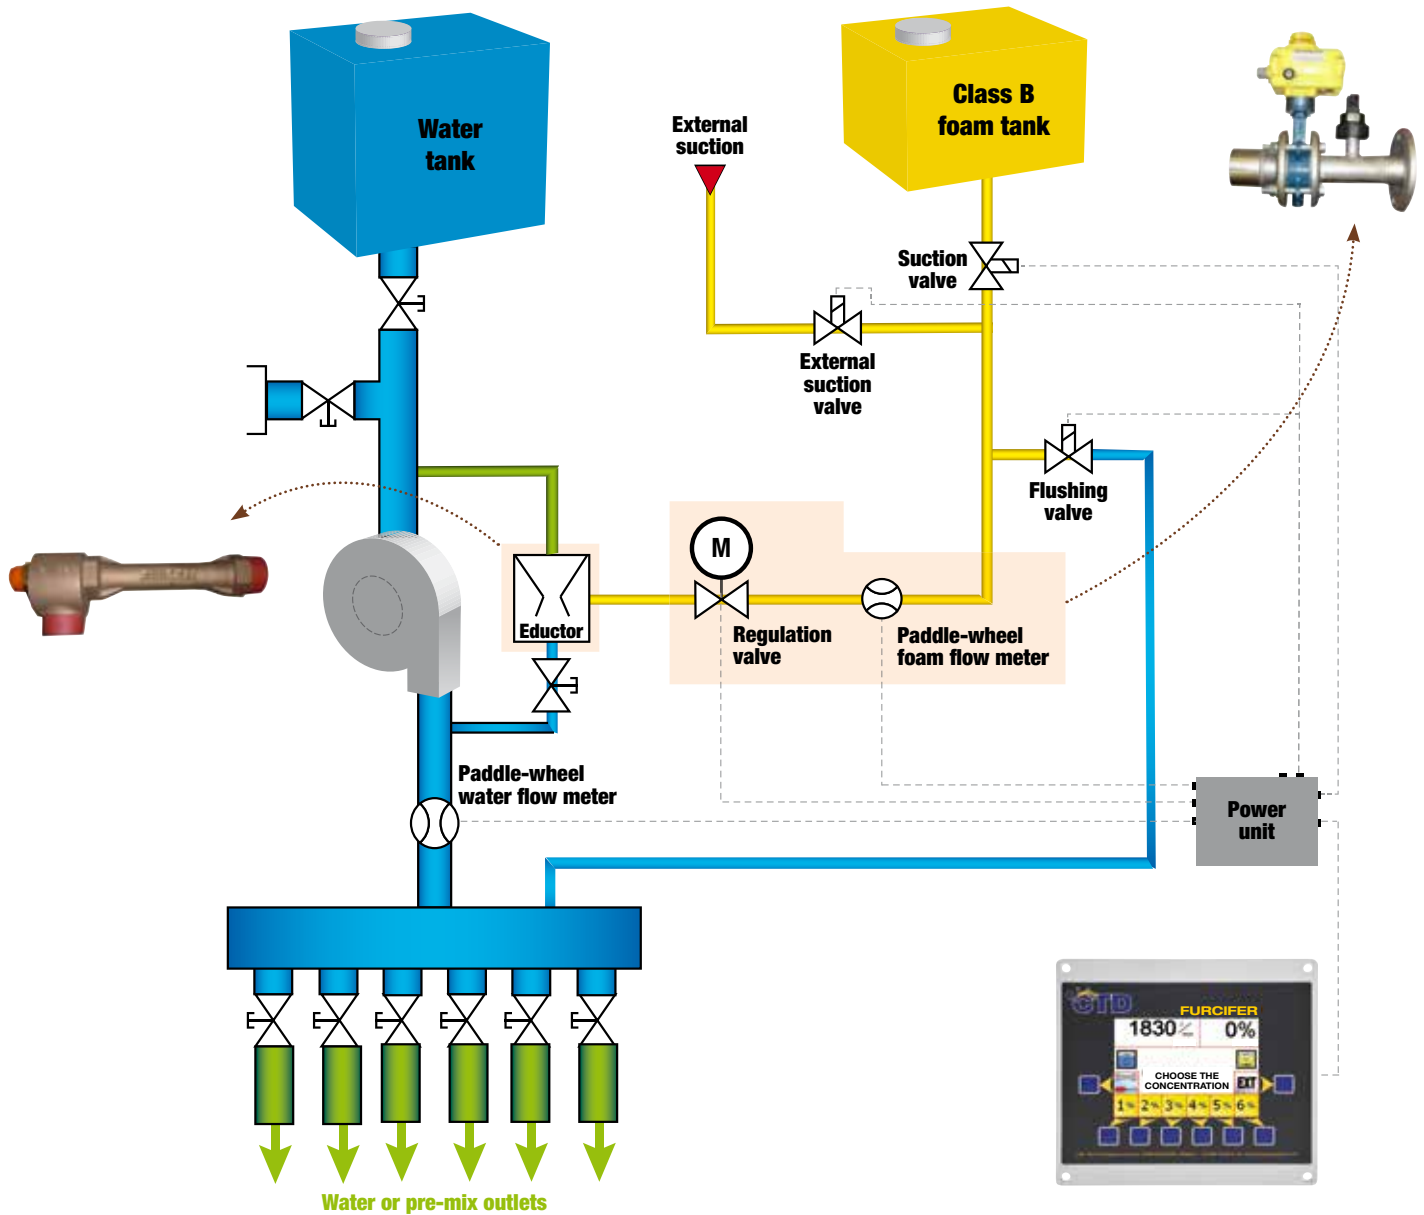 Water
tank
External
suction
Class B
foam tank
Suction
valve
External
suction
valve
Flushing
valve
M
Eductor
Regulation
valve
Paddle-wheel
foam flow meter
Paddle-wheel
water flow meter
Power
unit
CTD
FURCIFER
1830
0%
CHOOSE THE
CONCENTRATION
EXIT
1% 2% 3% 4% 5% 6%
Water or pre-mix outlets